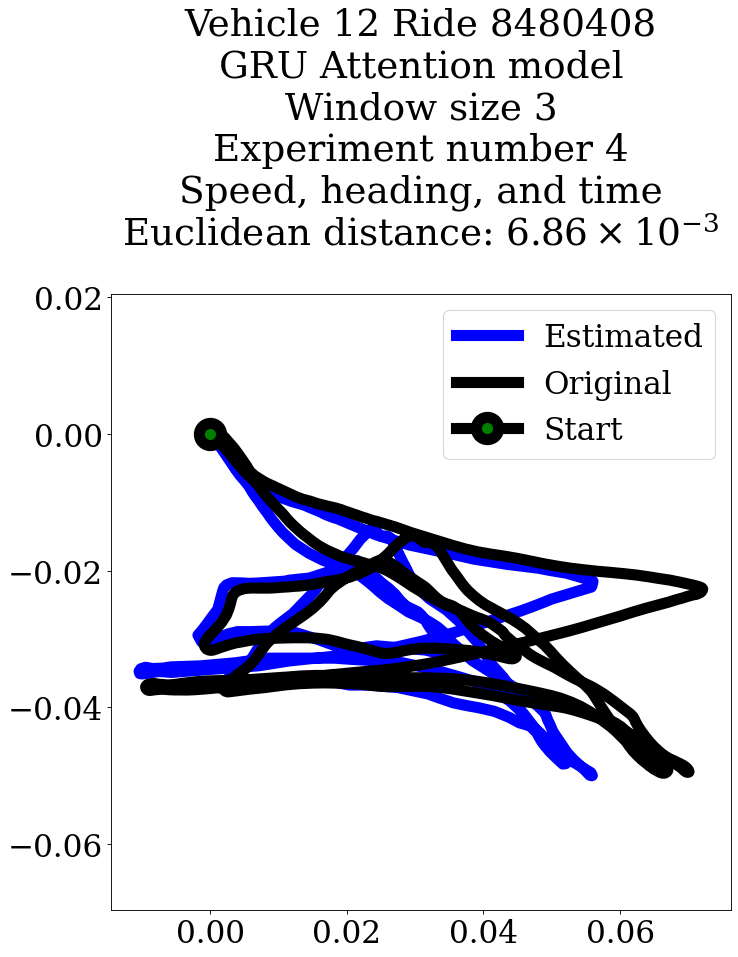 Vehicle 12 Ride 8480408
GRU Attention model
Window size 3
Experiment number 4
Speed, heading, and time
Euclidean distance: 6.86 × 10⁻³
0.02
Estimated
Original
Start
0.00
−0.02
−0.04
−0.06
0.00 0.02 0.04 0.06